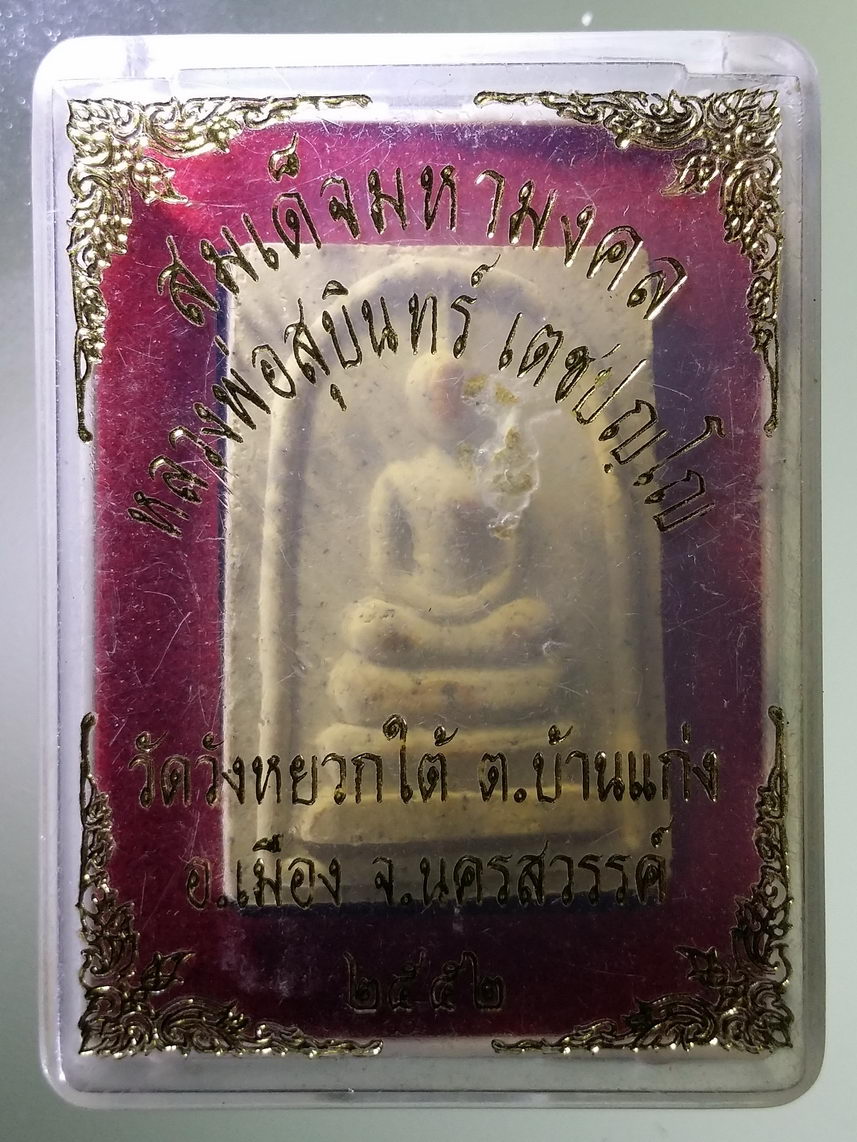 สมเด็จมหามงคล
หลวงพ่อสุบินทร์ เตชปญฺโญ
วัดวังหยวกใต้ ต.บ้านแก่ง
อ.เมือง จ.นครสวรรค์
๒๕๕๒